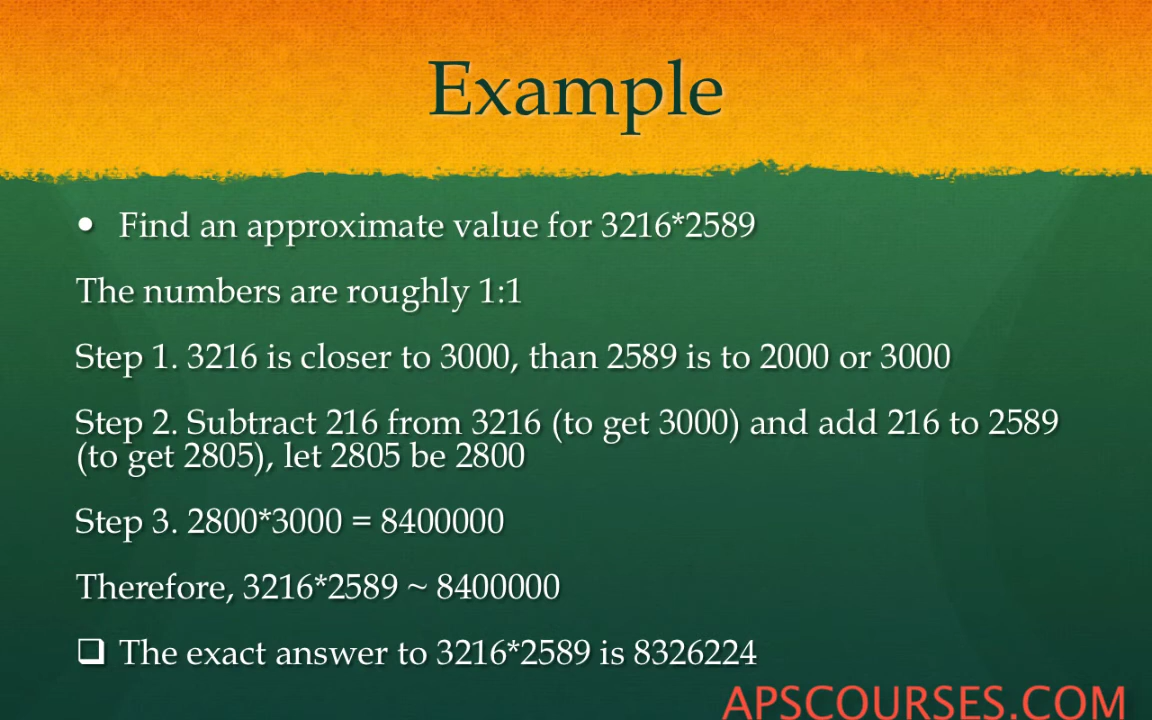 Example
• Find an approximate value for 3216*2589
The numbers are roughly 1:1
Step 1. 3216 is closer to 3000, than 2589 is to 2000 or 3000
Step 2. Subtract 216 from 3216 (to get 3000) and add 216 to 2589
(to get 2805), let 2805 be 2800
Step 3. 2800*3000 = 8400000
Therefore, 3216*2589 ~ 8400000
❑ The exact answer to 3216*2589 is 8326224
APSCOURSES.COM